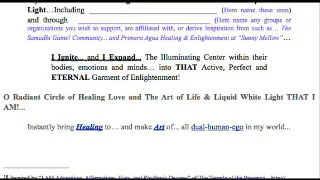 Light...Including ____________________ (Here name these ones)
and through ____________________ (Here name any groups or
organizations you wish to support, are affiliated with, or derive Inspiration from such as... The
Samadhi Game! Community... and Primera Agua Healing & Enlightenment at "Sunny Mellow"...
I Ignite... and I Expand... The Illuminating Center within their
bodies, emotions and minds... into THAT Active, Perfect and
ETERNAL Garment of Enlightenment!
O Radiant Circle of Healing Love and The Art of Life & Liquid White Light THAT I
AM!...
Instantly bring Healing to... and make Art of... all dual-human-ego in my world...